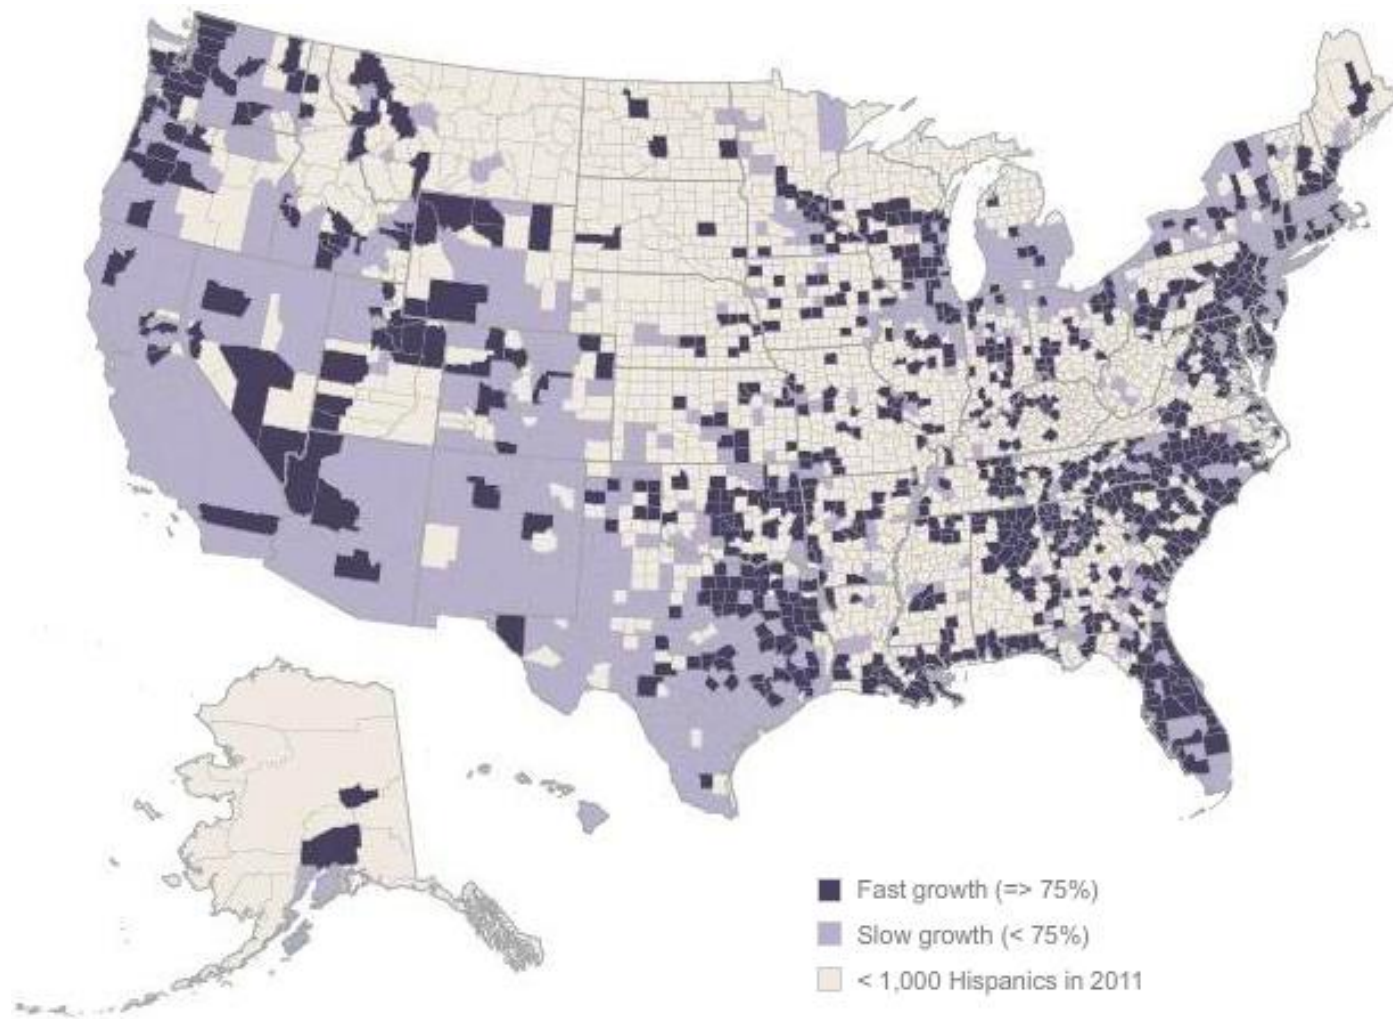 Fast growth (=> 75%)
Slow growth (< 75%)
< 1,000 Hispanics in 2011